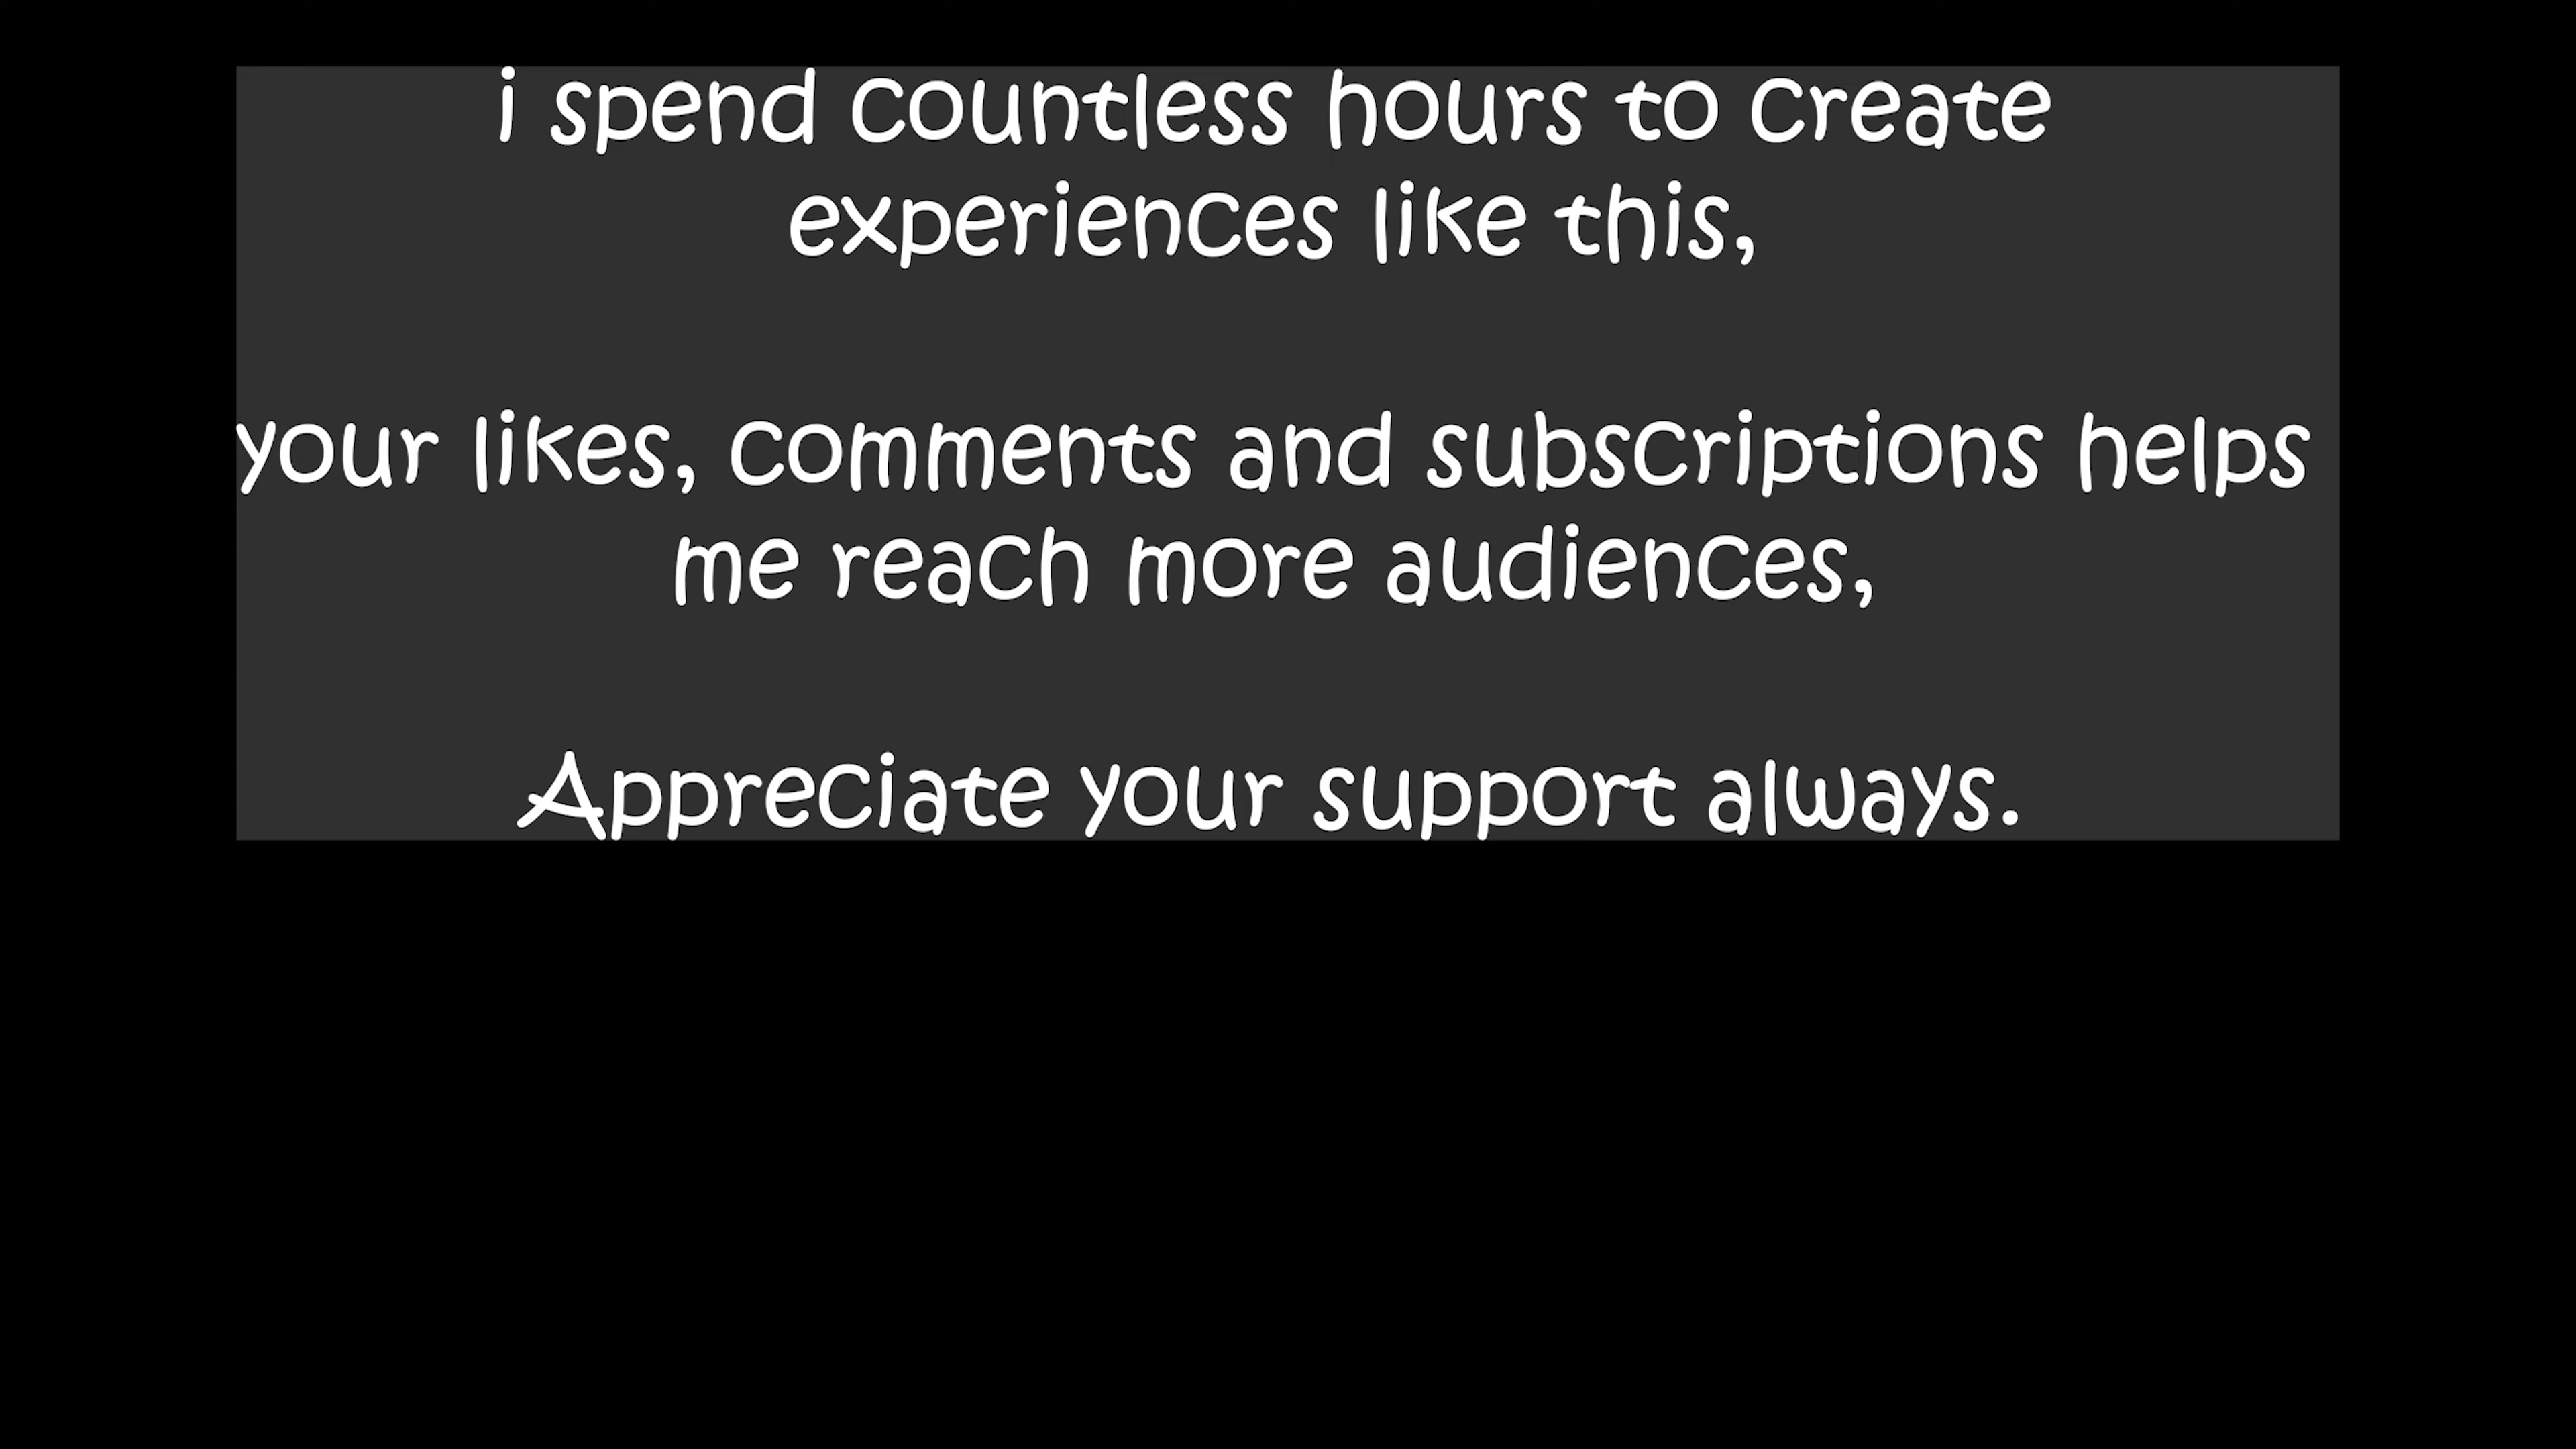 i spend countless hours to create
experiences like this,
your likes, comments and subscriptions helps
me reach more audiences,
Appreciate your support always.